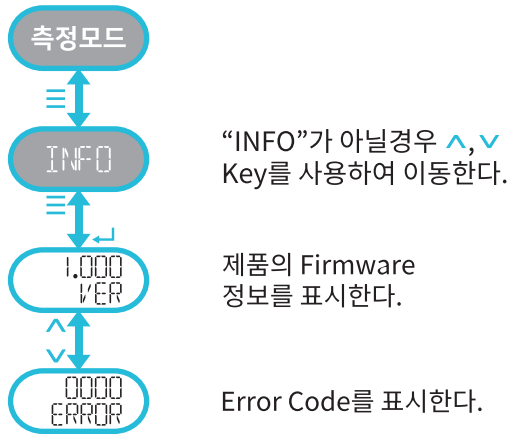 측정모드
INFO
“INFO”가 아닐경우 ∧,∨
Key를 사용하여 이동한다.
1.000
VER
제품의 Firmware
정보를 표시한다.
0000
ERROR
Error Code를 표시한다.